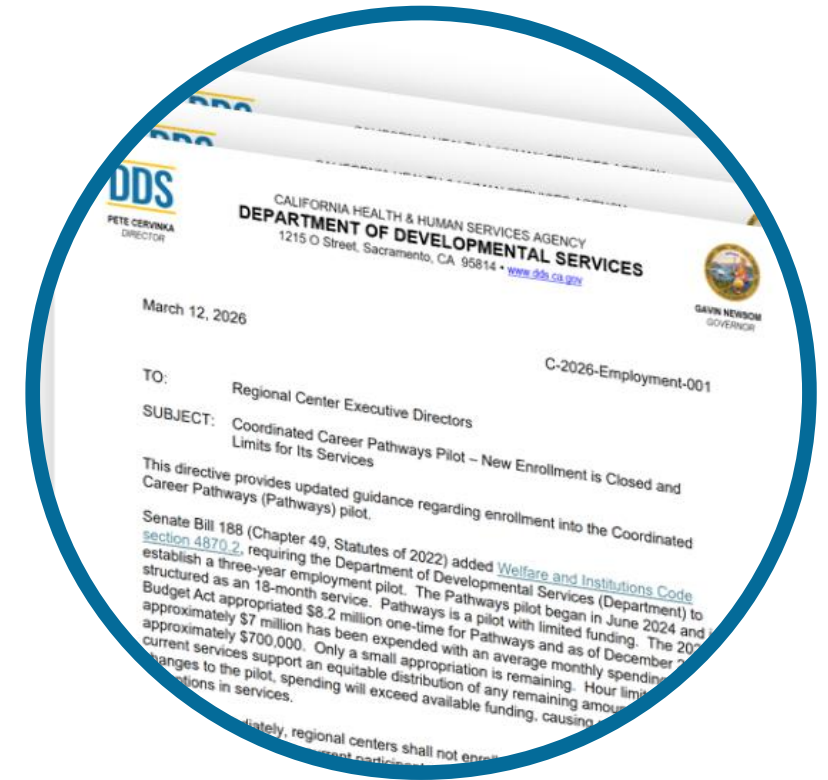 DDS
DDS
DDS
PETE CERVINKA
DIRECTOR
CALIFORNIA HEALTH & HUMAN SERVICES AGENCY
DEPARTMENT OF DEVELOPMENTAL SERVICES
1215 O Street, Sacramento, CA 95814 • www.dds.ca.gov
GAVIN NEWSOM
GOVERNOR
March 12, 2026
C-2026-Employment-001
TO: Regional Center Executive Directors
SUBJECT: Coordinated Career Pathways Pilot – New Enrollment is Closed and
Limits for Its Services
This directive provides updated guidance regarding enrollment into the Coordinated
Career Pathways (Pathways) pilot.
Senate Bill 188 (Chapter 49, Statutes of 2022) added Welfare and Institutions Code
section 4870.2, requiring the Department of Developmental Services (Department) to
establish a three-year employment pilot. The Pathways pilot began in June 2024 and
structured as an 18-month service. Pathways is a pilot with limited funding. The
Budget Act appropriated $8.2 million one-time for Pathways and as of December
approximately $7 million has been expended with an average monthly spending
approximately $700,000. Only a small appropriation is remaining. Hour
current services support an equitable distribution of any remaining
to the pilot, spending will exceed available funding, causing
in services.
regional centers shall not